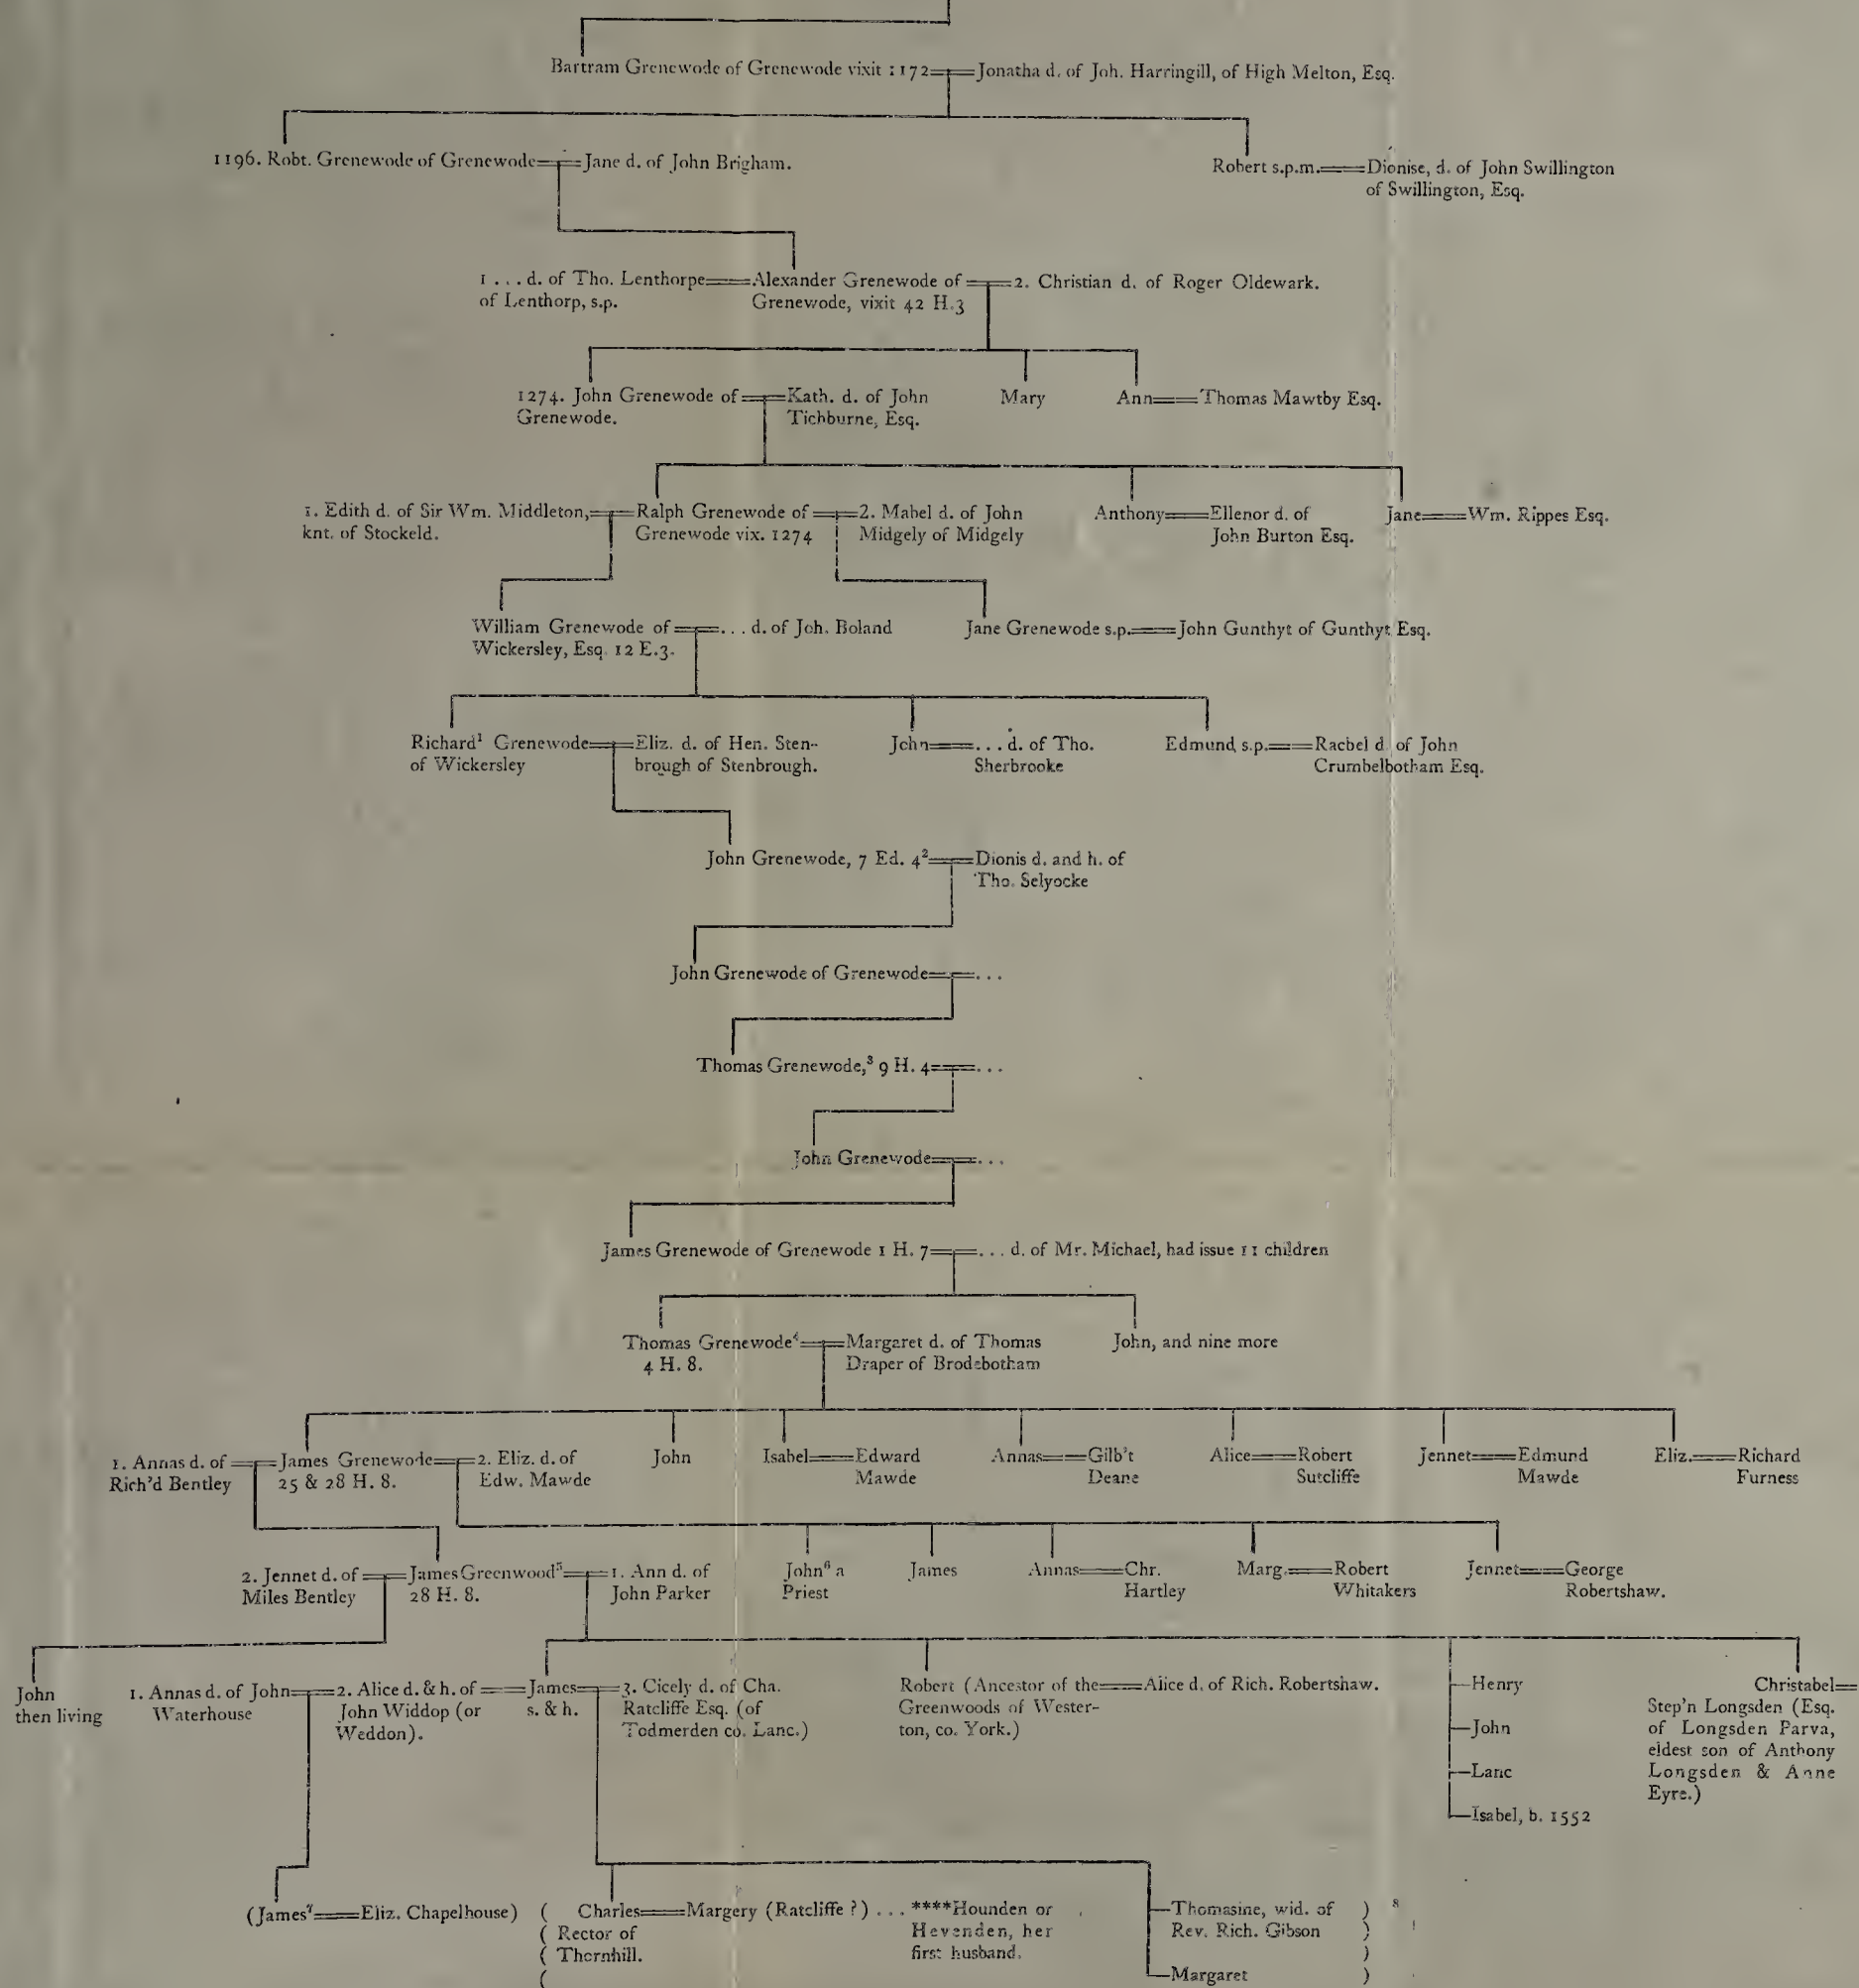 Bartram Grenewode of Grenewode vixit 1172 Jonatha d. of Joh. Harringill, of High Melton, Esq.
1196. Robt. Grenewode of Grenewode Jane d. of John Brigham. Robert s.p.m. Dionise, d. of John Swillington
of Swillington, Esq.
1 . . . d. of Tho. Lenthorpe Alexander Grenewode of 2. Christian d. of Roger Oldewark.
of Lenthorp, s.p. Grenewode, vixit 42 H.3
1274. John Grenewode of Kath. d. of John Mary Ann Thomas Mawtby Esq.
Grenewode. Tichburne, Esq.
1. Edith d. of Sir Wm. Middleton, Ralph Grenewode of 2. Mabel d. of John Anthony Ellenor d. of Jane Wm. Rippes Esq.
knt. of Stockeld. Grenewode vix. 1274 Midgely of Midgely John Burton Esq.
William Grenewode of . . . d. of Joh. Boland Jane Grenewode s.p. John Gunthyt of Gunthyt Esq.
Wickersley, Esq. 12 E.3.
Richard¹ Grenewode Eliz. d. of Hen. Sten- John . . . d. of Tho. Edmund s.p. Racbel d. of John
of Wickersley brough of Stenbrough. Sherbrooke Crumbelbotham Esq.
John Grenewode, 7 Ed. 4² Dionis d. and h. of
Tho. Selyocke
John Grenewode of Grenewode . . .
Thomas Grenewode,³ 9 H. 4 . . .
John Grenewode . . .
James Grenewode of Grenewode 1 H. 7 . . . d. of Mr. Michael, had issue 11 children
Thomas Grenewode⁴ Margaret d. of Thomas John, and nine more
4 H. 8. Draper of Brodebotham
1. Annas d. of James Grenewode 2. Eliz. d. of John Isabel Edward Annas Gilb't Alice Robert Jennet Edmund Eliz. Richard
Rich'd Bentley 25 & 28 H. 8. Edw. Mawde Mawde Deane Sutcliffe Mawde Furness
2. Jennet d. of James Greenwood⁵ 1. Ann d. of John⁶ a James Annas Chr. Marg. Robert Jennet George
Miles Bentley 28 H. 8. John Parker Priest Hartley Whitakers Robertshaw.
John 1. Annas d. of John 2. Alice d. & h. of James 3. Cicely d. of Cha. Robert (Ancestor of the Alice d. of Rich. Robertshaw. Henry Christabel
then living Waterhouse John Widdop (or s. & h. Ratcliffe Esq. (of Greenwoods of Wester- Step'n Longsden (Esq.
Weddon). Todmerden co. Lanc.) ton, co. York.) John of Longsden Parva,
eldest son of Anthony
Lanc Longsden & Anne
Eyre.)
Isabel, b. 1552
(James⁷ Eliz. Chapelhouse) ( Charles Margery (Ratcliffe ?) . . . ****Hounden or Thomasine, wid. of ) 8
( Rector of Hevenden, her Rev. Rich. Gibson )
( Thornhill. first husband. )
( Margaret )